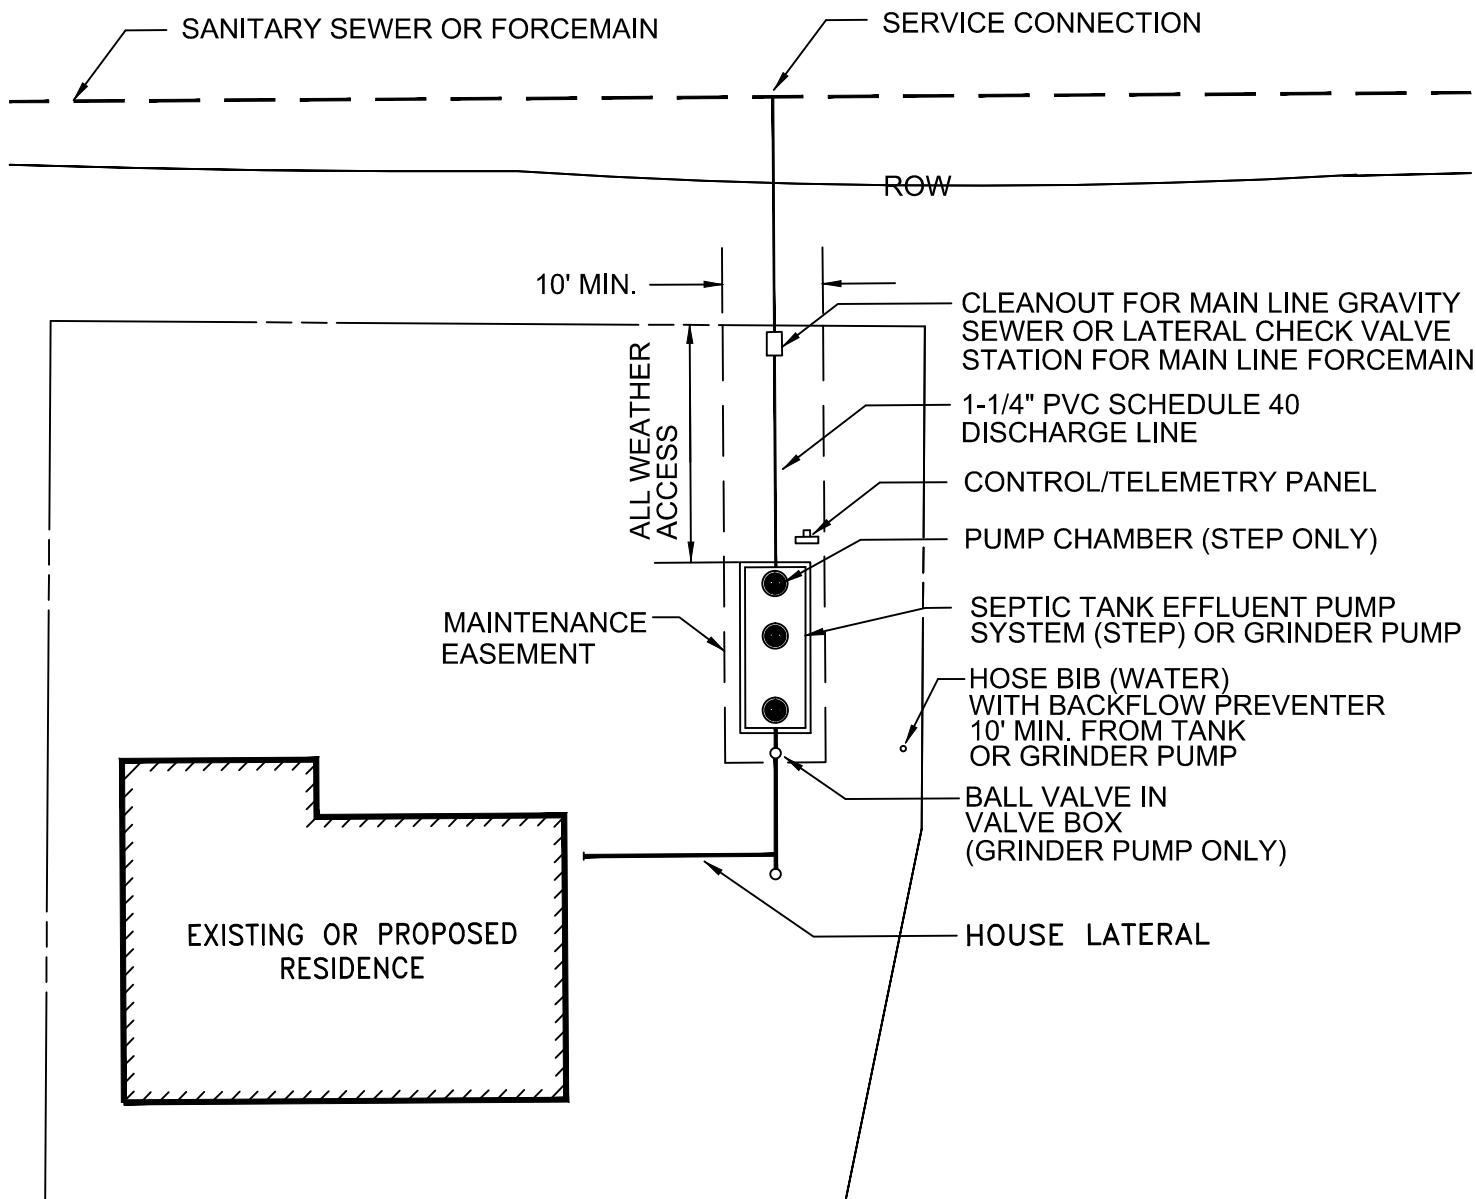 SANITARY SEWER OR FORCEMAIN
SERVICE CONNECTION
ROW
10' MIN.
CLEANOUT FOR MAIN LINE GRAVITY
SEWER OR LATERAL CHECK VALVE
STATION FOR MAIN LINE FORCEMAIN
ALL WEATHER
ACCESS
1-1/4" PVC SCHEDULE 40
DISCHARGE LINE
CONTROL/TELEMETRY PANEL
PUMP CHAMBER (STEP ONLY)
MAINTENANCE
EASEMENT
SEPTIC TANK EFFLUENT PUMP
SYSTEM (STEP) OR GRINDER PUMP
HOSE BIB (WATER)
WITH BACKFLOW PREVENTER
10' MIN. FROM TANK
OR GRINDER PUMP
BALL VALVE IN
VALVE BOX
(GRINDER PUMP ONLY)
EXISTING OR PROPOSED
RESIDENCE
HOUSE LATERAL